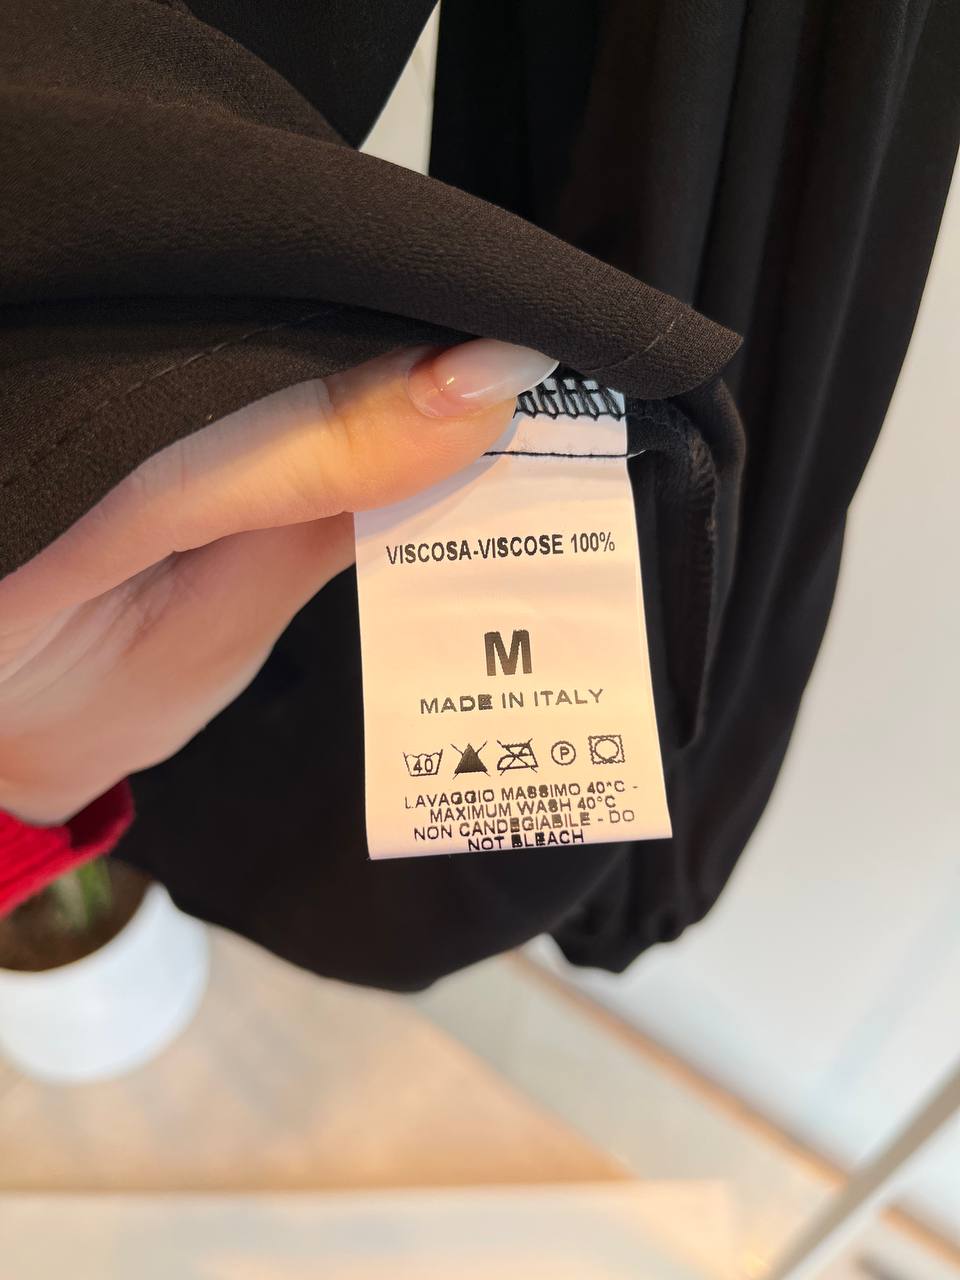 VISCOSA-VISCOSE 100%
M
MADE IN ITALY
40 P
LAVAGGIO MASSIMO 40°C -
MAXIMUM WASH 40°C
NON CANDEGIABILE - DO
NOT BLEACH